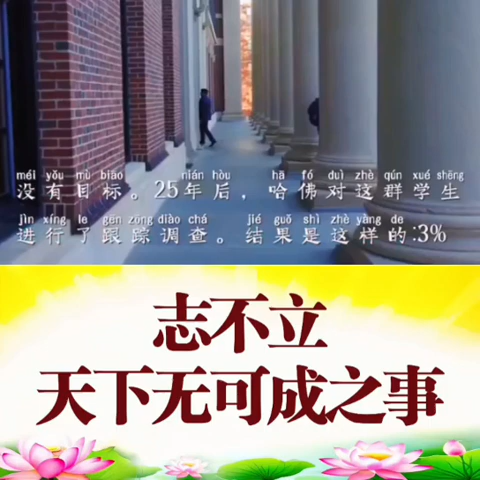 méi yǒu mù biāo nián hòu hā fó duì zhè qún xué shēng
没有目标。25年后，哈佛对这群学生
jìn xíng le gēn zōng diào chá jié guǒ shì zhè yàng de
进行了跟踪调查。结果是这样的:3%
志不立
天下无可成之事